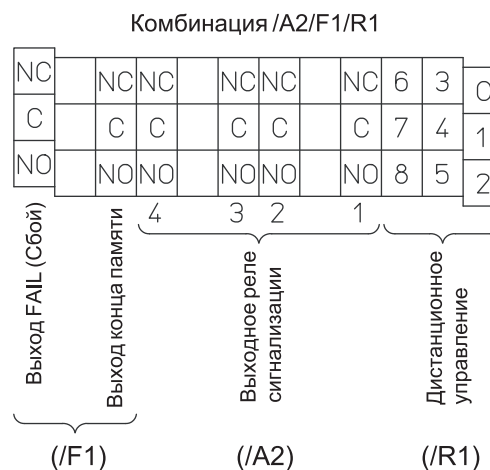 Комбинация /A2/F1/R1
NC NC NC NC NC NC 6 3 0
C C C C C C 7 4 1
NO NO NO NO NO NO 8 5 2
4 3 2 1
Выход FAIL (Сбой)
Выход конца памяти
Выходное реле
сигнализации
Дистанционное
управление
(/F1) (/A2) (/R1)